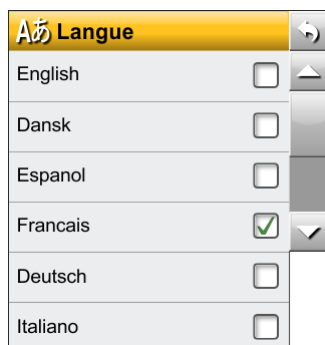 Aあ Langue
English
Dansk
Espanol
Francais
Deutsch
Italiano